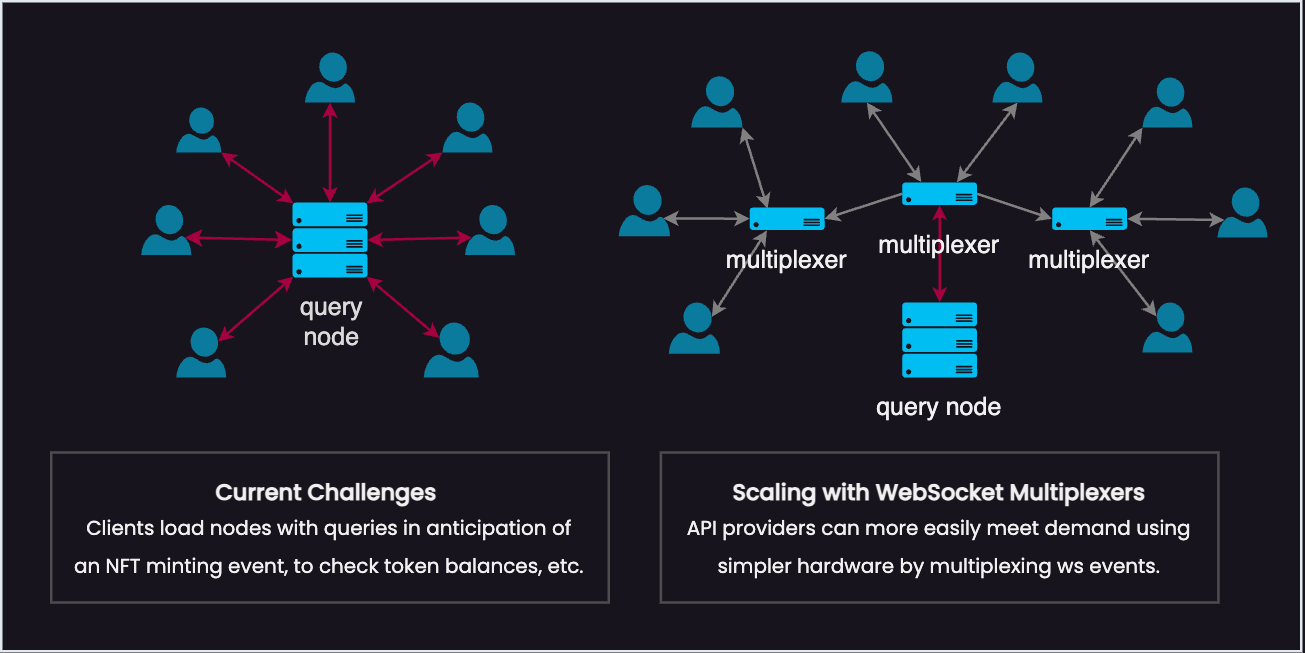 query
node
multiplexer
multiplexer
multiplexer
query node
Current Challenges
Clients load nodes with queries in anticipation of
an NFT minting event, to check token balances, etc.
Scaling with WebSocket Multiplexers
API providers can more easily meet demand using
simpler hardware by multiplexing ws events.